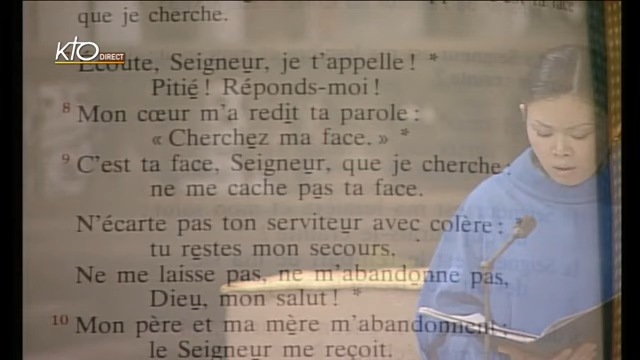 que je cherche.
KTO DIRECT
Écoute, Seigneur, je t'appelle ! *
Pitié ! Réponds-moi !
8 Mon cœur m'a redit ta parole :
« Cherchez ma face. » *
9 C'est ta face, Seigneur, que je cherche :
ne me cache pas ta face.
N'écarte pas ton serviteur avec colère : *
tu restes mon secours.
Ne me laisse pas, ne m'abandonne pas,
Dieu, mon salut ! *
10 Mon père et ma mère m'abandonnent ;
le Seigneur me reçoit.